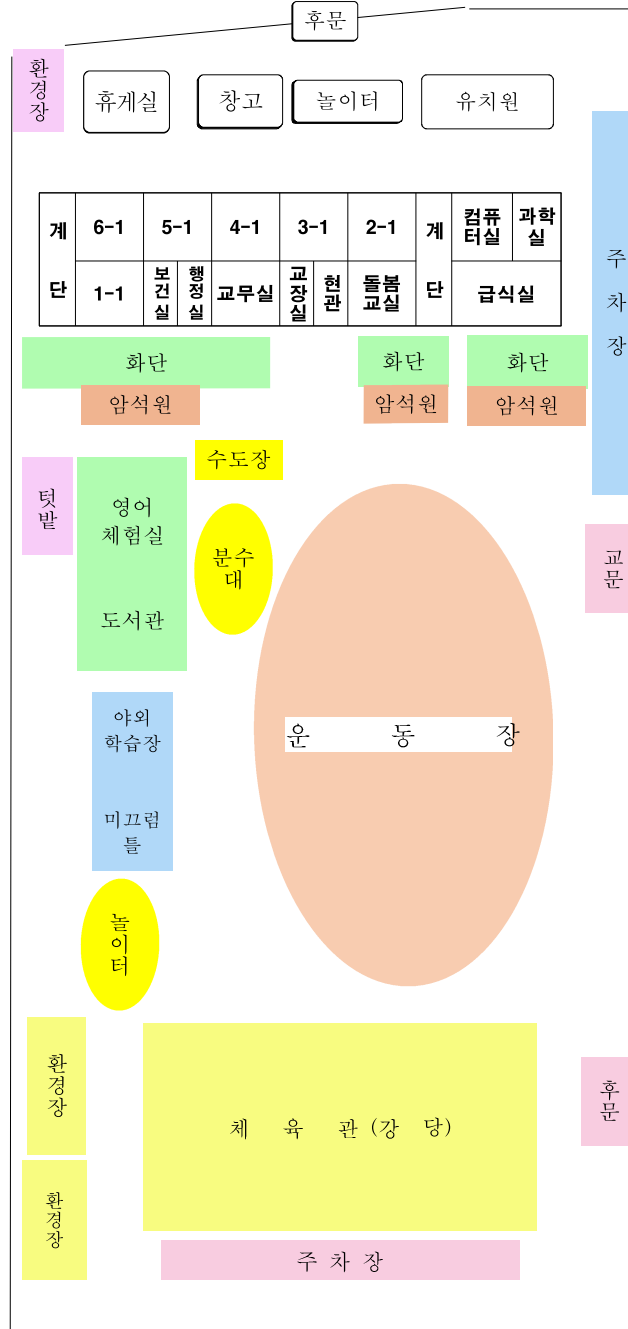 후문
환경장
휴게실
창고
놀이터
유치원
계단
6-1
5-1
4-1
3-1
2-1
계단
컴퓨터실
과학실
1-1
보건실
행정실
교무실
교장실
현관
돌봄교실
급식실
주차장
화단
화단
화단
암석원
암석원
암석원
수도장
텃밭
영어
체험실
도서관
분수대
교문
운 동 장
야외
학습장
미끄럼틀
놀이터
환경장
체 육 관 (강 당)
후문
환경장
주 차 장